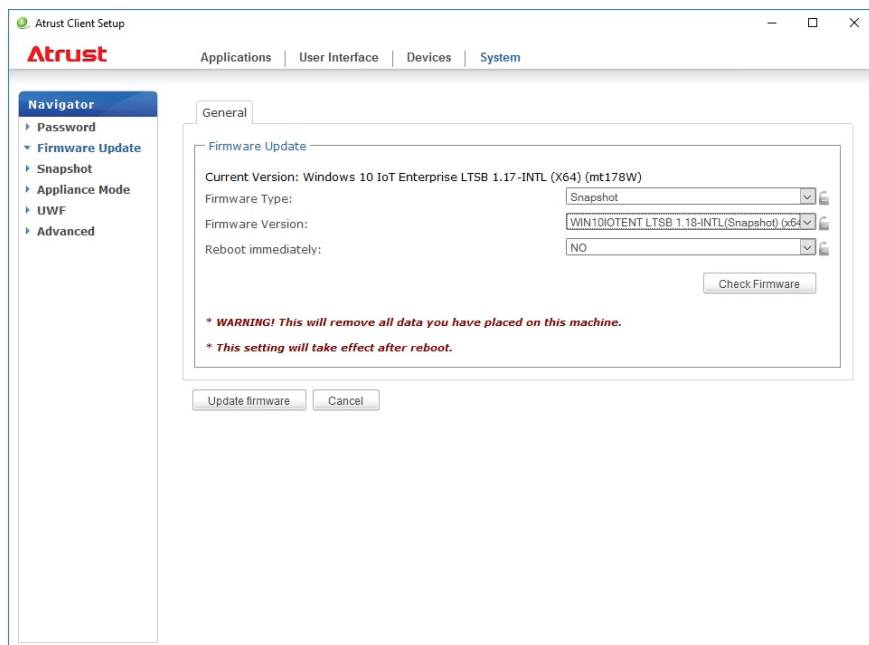 Atrust Client Setup
Atrust
Applications
User Interface
Devices
System
Navigator
Password
Firmware Update
Snapshot
Appliance Mode
UWF
Advanced
General
Firmware Update
Current Version: Windows 10 IoT Enterprise LTSB 1.17-INTL (X64) (mt178W)
Firmware Type: Snapshot
Firmware Version: WIN10IOTENT LTSB 1.18-INTL(Snapshot) (x64
Reboot immediately: NO
Check Firmware
* WARNING! This will remove all data you have placed on this machine.
* This setting will take effect after reboot.
Update firmware
Cancel